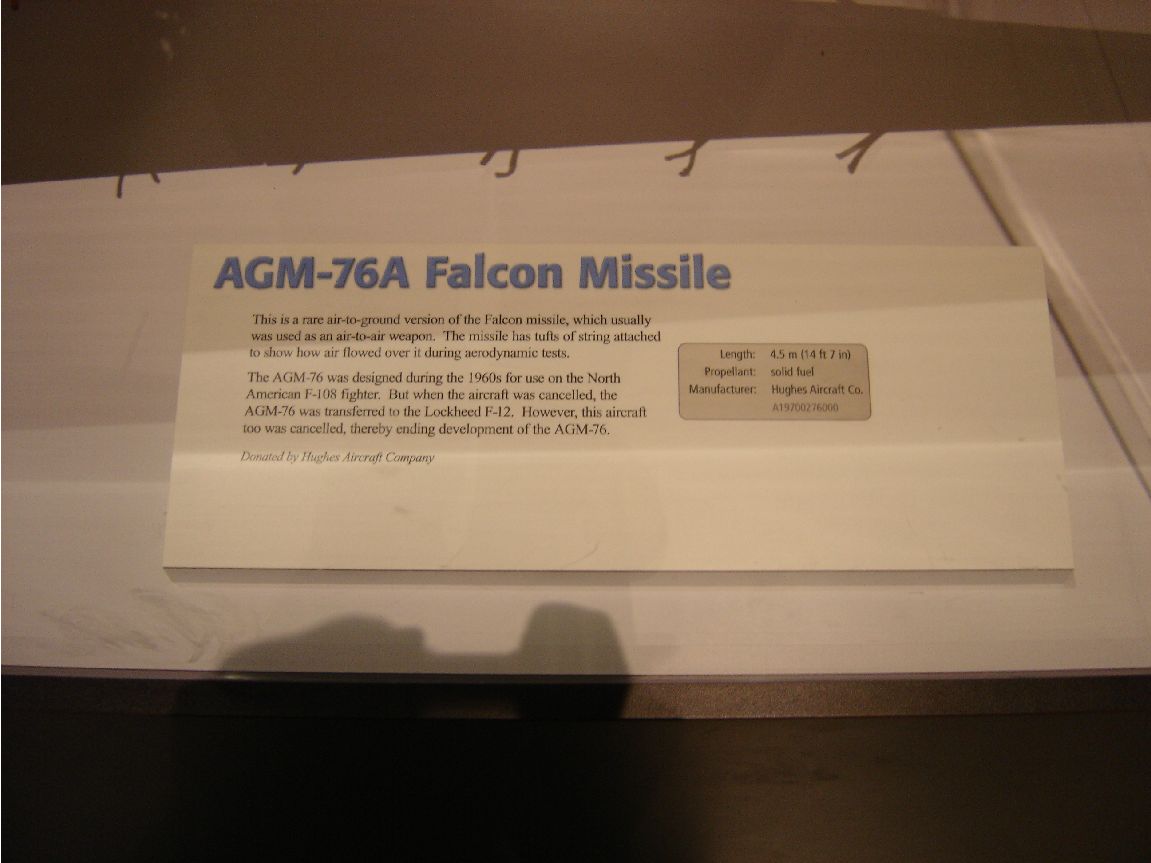 AGM-76A Falcon Missile
This is a rare air-to-ground version of the Falcon missile, which usually
was used as an air-to-air weapon. The missile has tufts of string attached
to show how air flowed over it during aerodynamic tests.
The AGM-76 was designed during the 1960s for use on the North
American F-108 fighter. But when the aircraft was cancelled, the
AGM-76 was transferred to the Lockheed F-12. However, this aircraft
too was cancelled, thereby ending development of the AGM-76.
Donated by Hughes Aircraft Company
Length: 4.5 m (14 ft 7 in)
Propellant: solid fuel
Manufacturer: Hughes Aircraft Co.
A19700276000